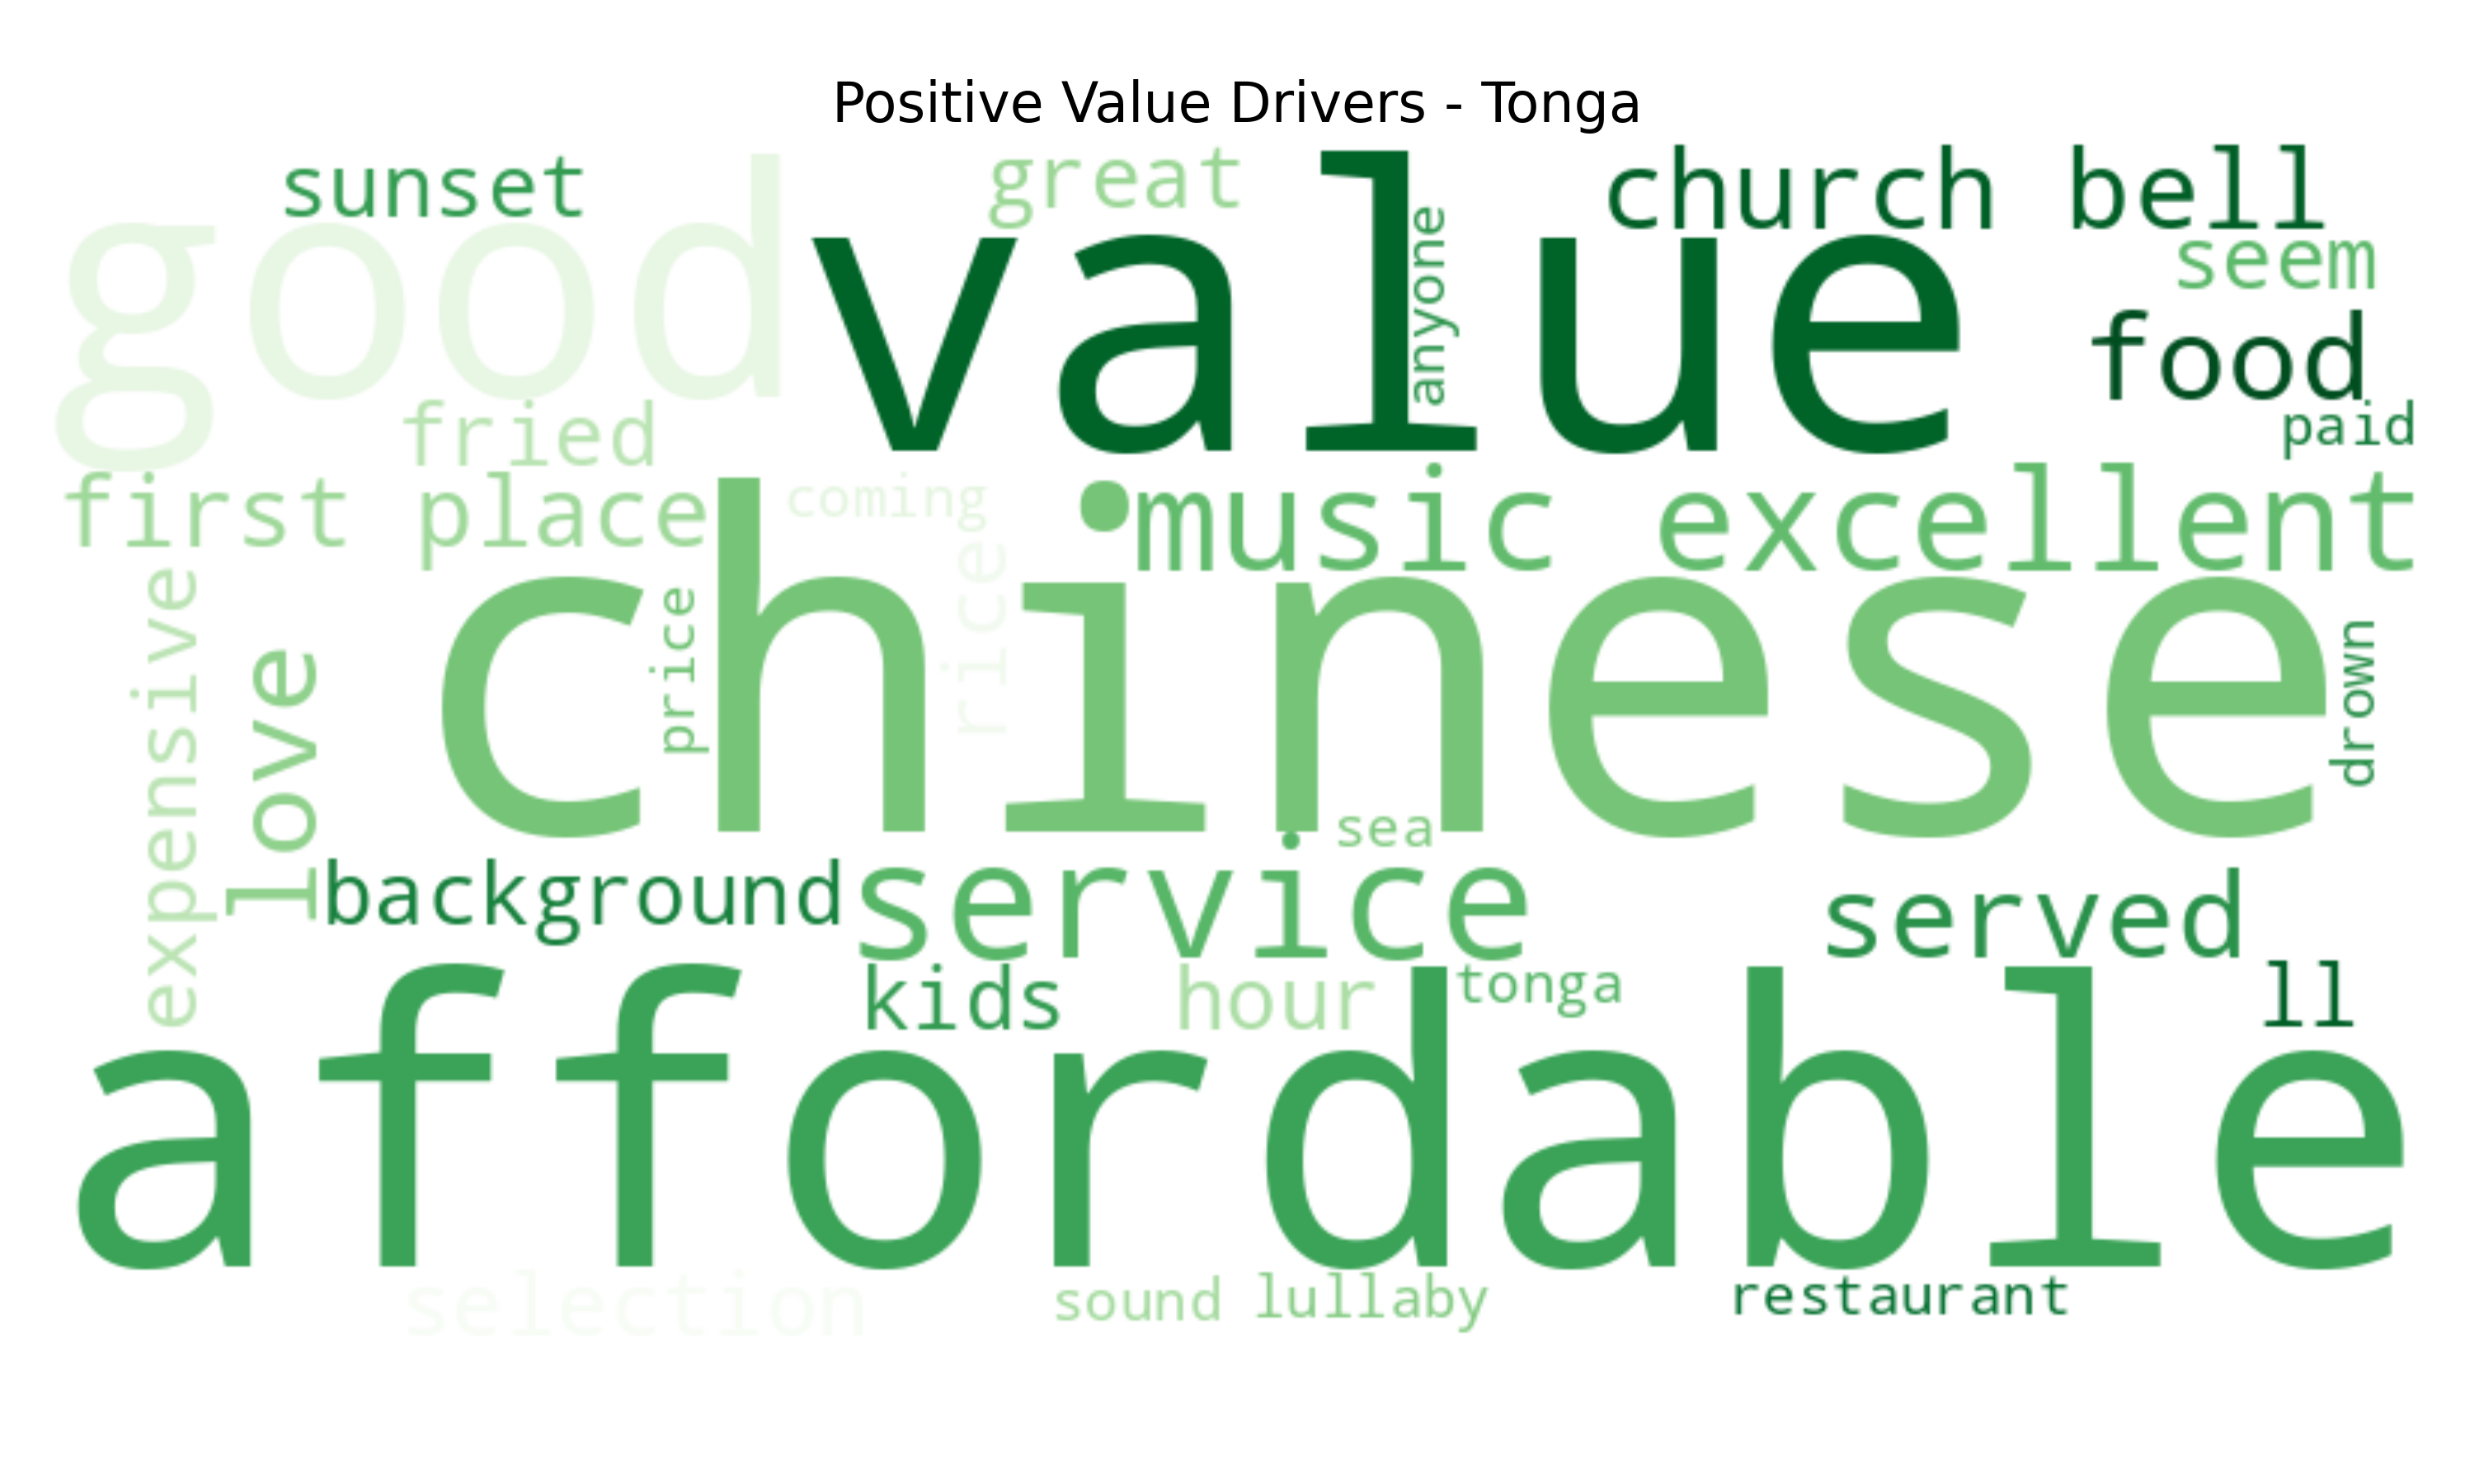 Positive Value Drivers - Tonga
sunset
great
church bell
good
value
anyone
seem
food
fried
paid
first place
coming
music excellent
expensive
love
price
rice
chinese
drown
sea
background
service
served
kids
hour
tonga
ll
affordable
selection
sound lullaby
restaurant